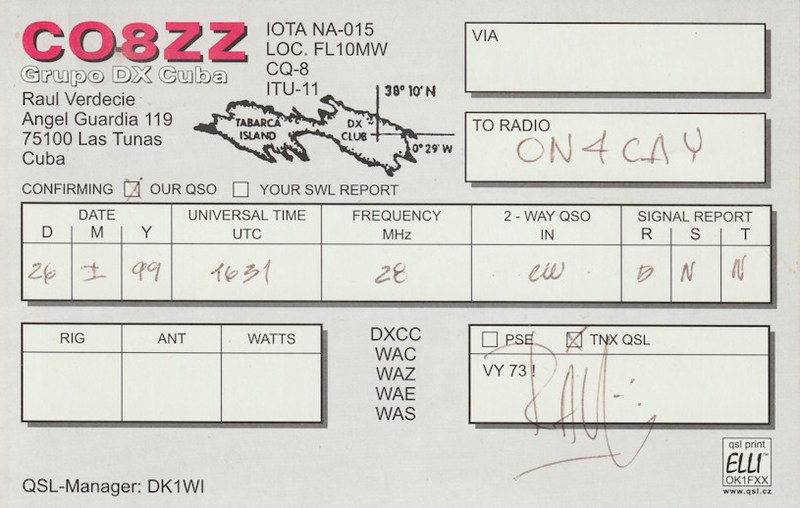 CO8ZZ
Grupo DX Cuba
Raul Verdecie
Angel Guardia 119
75100 Las Tunas
Cuba
IOTA NA-015
LOC. FL10MW
CQ-8
ITU-11
38° 10' N
TABARCA
ISLAND
DX
CLUB
0° 29' W
VIA
TO RADIO
ON4CAY
CONFIRMING OUR QSO YOUR SWL REPORT
DATE UNIVERSAL TIME FREQUENCY 2 - WAY QSO SIGNAL REPORT
D M Y UTC MHz IN R S T
26 I 99 1631 28 CW 5 N N
RIG ANT WATTS
DXCC
WAC
WAZ
WAE
WAS
PSE TNX QSL
VY 73 !
RAUL
QSL-Manager: DK1WI
qsl print
ELLI™
OK1FXX
www.qsl.cz